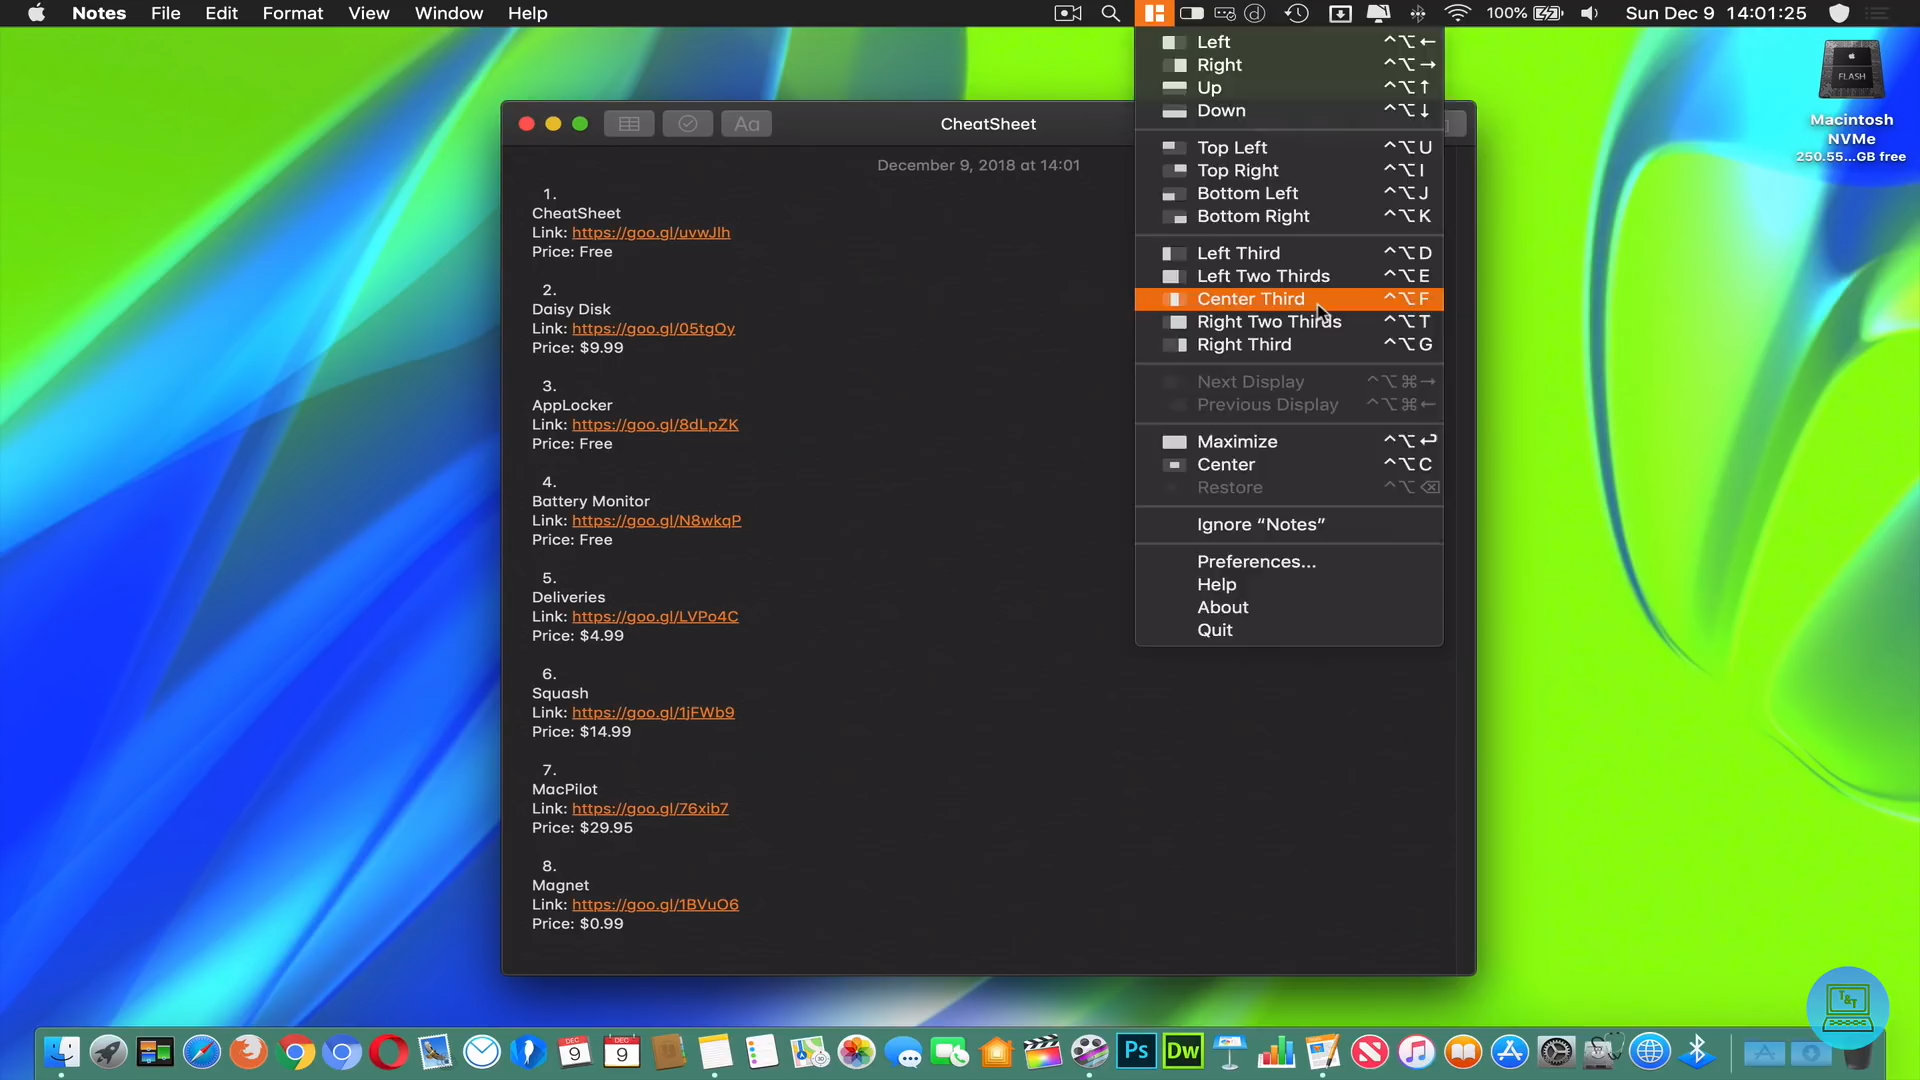 Notes File Edit Format View Window Help 100% Sun Dec 9 14:01:25
FLASH
Macintosh
NVMe
250.55...GB free
Left ^⌥←
Right ^⌥→
Up ^⌥↑
Down ^⌥↓
Top Left ^⌥U
Top Right ^⌥I
Bottom Left ^⌥J
Bottom Right ^⌥K
Left Third ^⌥D
Left Two Thirds ^⌥E
Center Third ^⌥F
Right Two Thirds ^⌥T
Right Third ^⌥G
Next Display ^⌥⌘→
Previous Display ^⌥⌘←
Maximize ^⌥↩
Center ^⌥C
Restore ^⌥⌫
Ignore “Notes”
Preferences...
Help
About
Quit
Aa
CheatSheet
December 9, 2018 at 14:01
1.
CheatSheet
Link: https://goo.gl/uvwJlh
Price: Free
2.
Daisy Disk
Link: https://goo.gl/05tgOy
Price: $9.99
3.
AppLocker
Link: https://goo.gl/8dLpZK
Price: Free
4.
Battery Monitor
Link: https://goo.gl/N8wkqP
Price: Free
5.
Deliveries
Link: https://goo.gl/LVPo4C
Price: $4.99
6.
Squash
Link: https://goo.gl/1jFWb9
Price: $14.99
7.
MacPilot
Link: https://goo.gl/76xib7
Price: $29.95
8.
Magnet
Link: https://goo.gl/1BVuO6
Price: $0.99
T&T
DEC
9
DEC
9
Ps
Dw